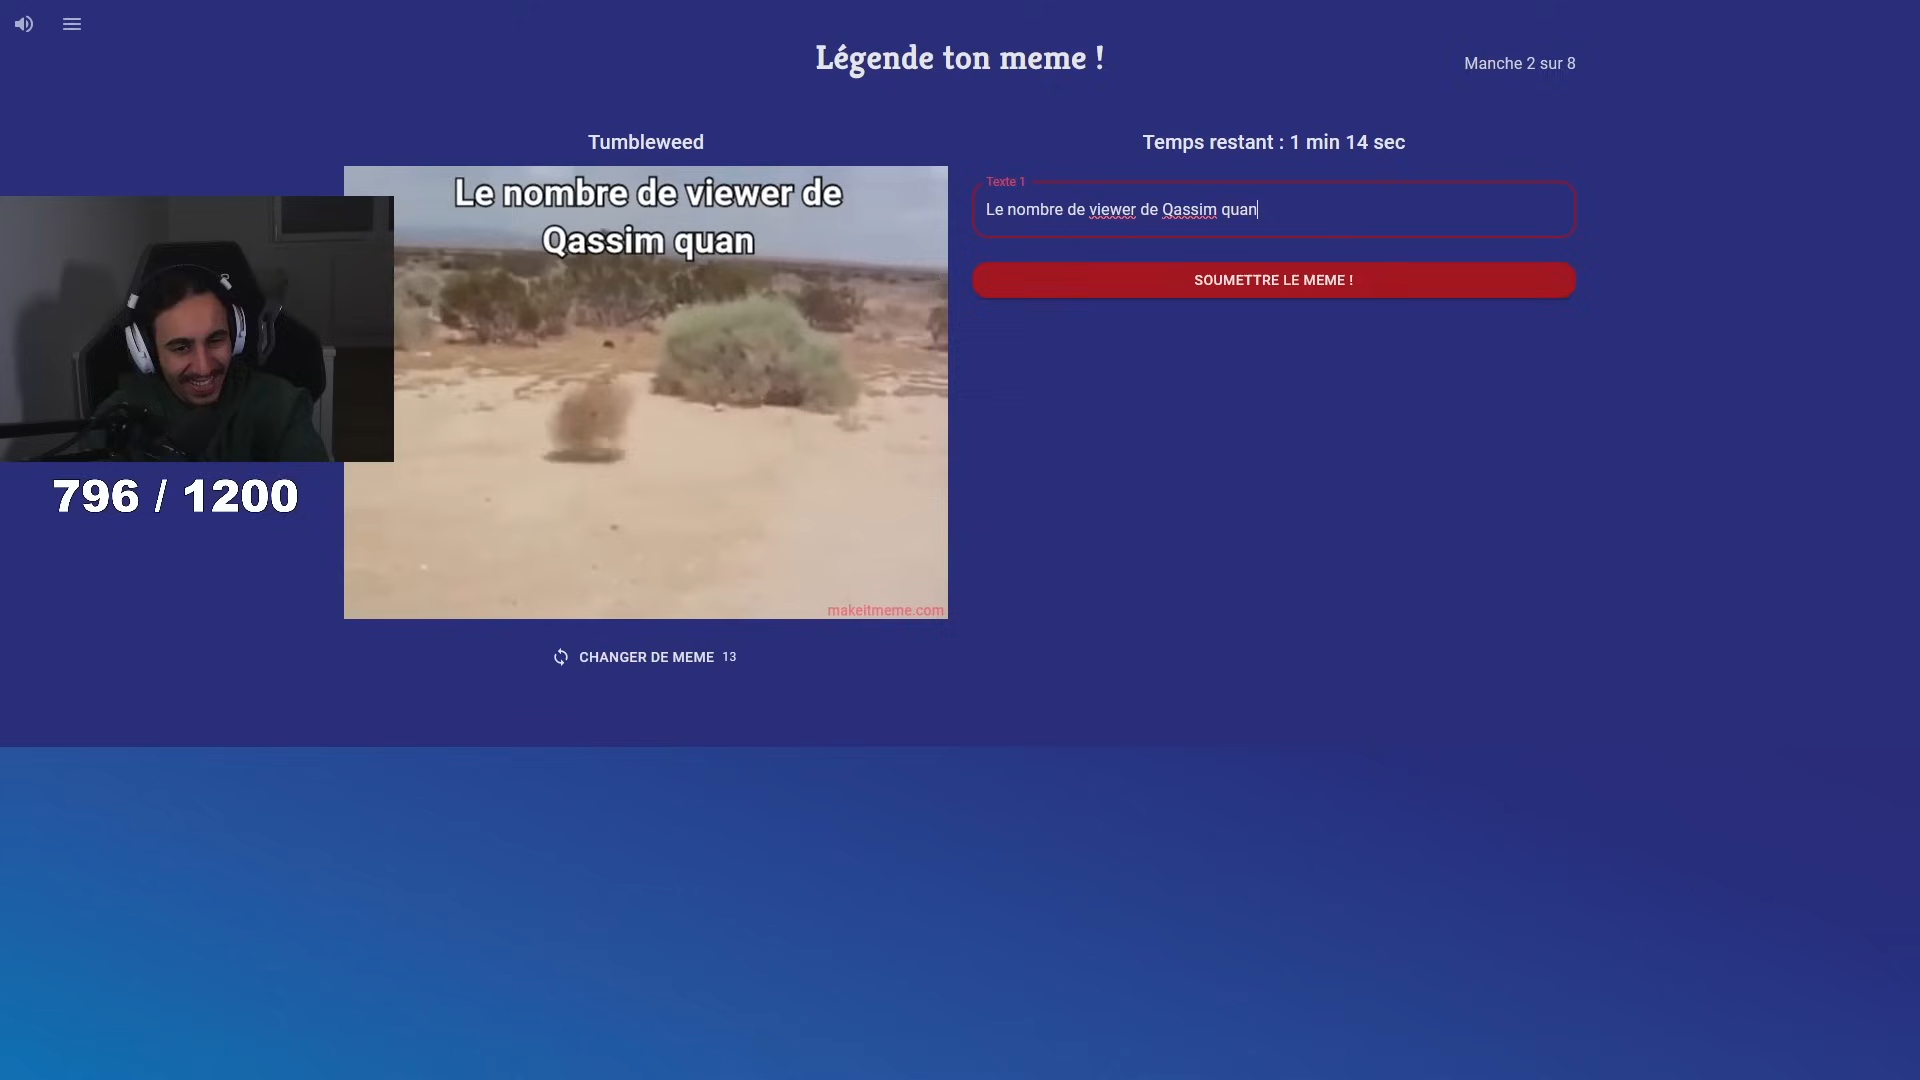 Légende ton meme !
Manche 2 sur 8
Tumbleweed
Temps restant : 1 min 14 sec
Le nombre de viewer de
Qassim quan
Texte 1
Le nombre de viewer de Qassim quan
SOUMETTRE LE MEME !
796 / 1200
makeitmeme.com
CHANGER DE MEME 13